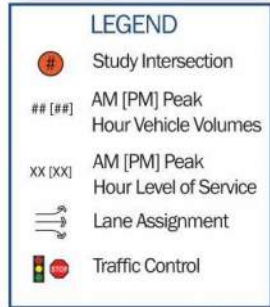 LEGEND
# Study Intersection
## [##] AM [PM] Peak
Hour Vehicle Volumes
XX [XX] AM [PM] Peak
Hour Level of Service
Lane Assignment
STOP Traffic Control